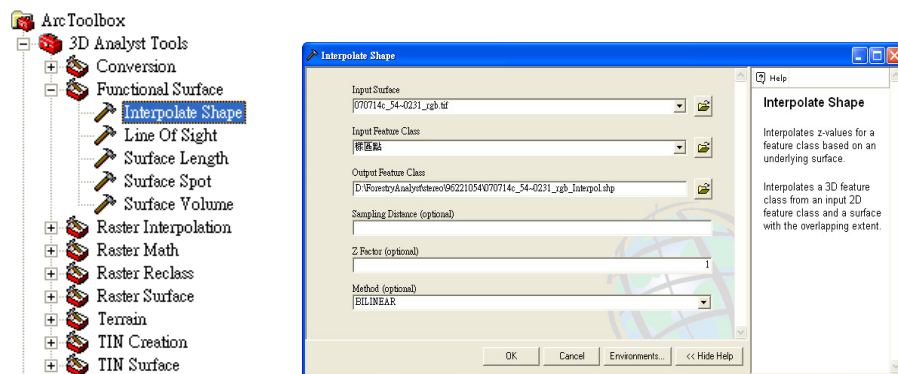 ArcToolbox
3D Analyst Tools
Conversion
Functional Surface
Interpolate Shape
Line Of Sight
Surface Length
Surface Spot
Surface Volume
Raster Interpolation
Raster Math
Raster Reclass
Raster Surface
Terrain
TIN Creation
TIN Surface
Interpolate Shape
Input Surface
070714c_54~0231_rgb.tif
Input Feature Class
樣區點
Output Feature Class
D:\ForestryAnalyst\stereo\96221054\070714c_54~0231_rgb_Interpol.shp
Sampling Distance (optional)
Z Factor (optional)
1
Method (optional)
BILINEAR
OK Cancel Environments... << Hide Help
Help
Interpolate Shape
Interpolates z-values for a
feature class based on an
underlying surface.
Interpolates a 3D feature
class from an input 2D
feature class and a surface
with the overlapping extent.